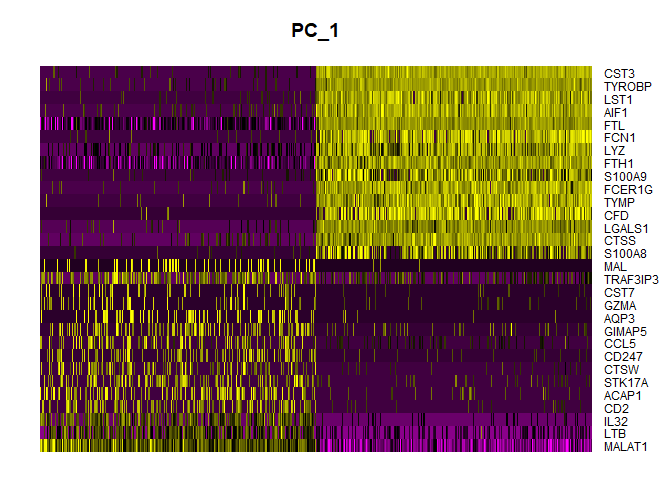 PC_1
CST3
TYROBP
LST1
AIF1
FTL
FCN1
LYZ
FTH1
S100A9
FCER1G
TYMP
CFD
LGALS1
CTSS
S100A8
MAL
TRAF3IP3
CST7
GZMA
AQP3
GIMAP5
CCL5
CD247
CTSW
STK17A
ACAP1
CD2
IL32
LTB
MALAT1